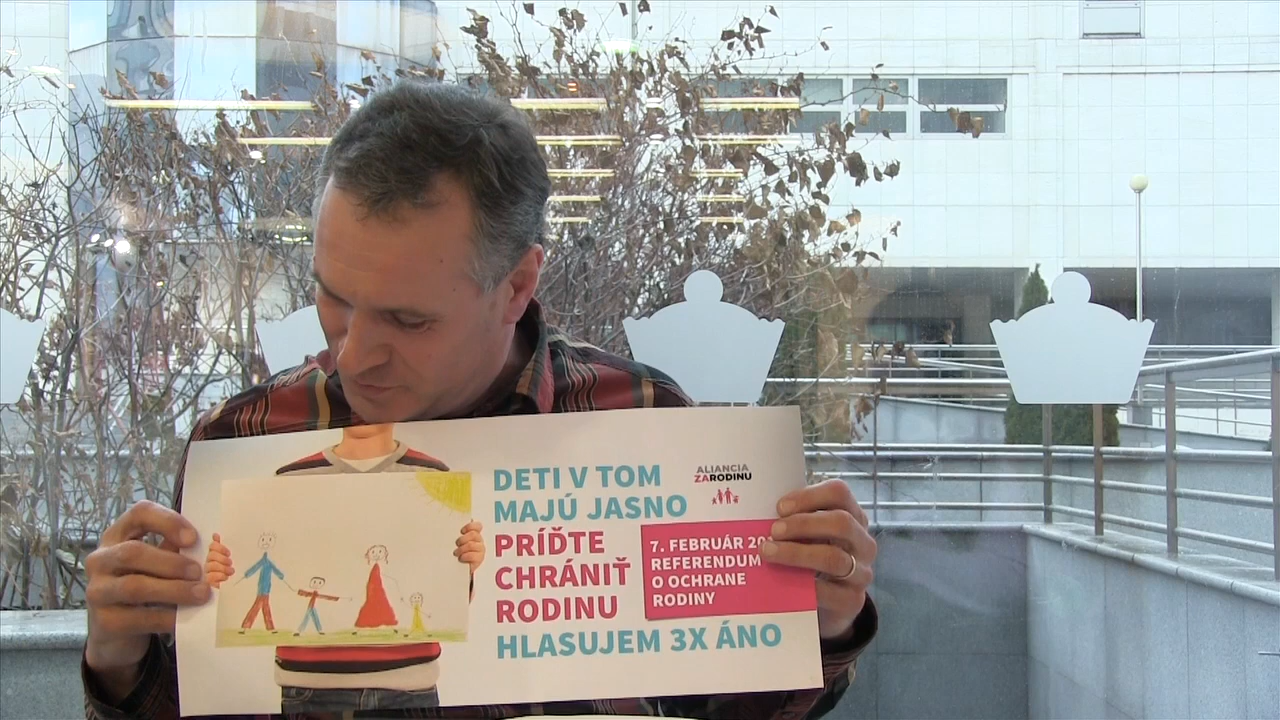 DETI V TOM
MAJÚ JASNO
PRÍĎTE
CHRÁNIŤ
RODINU
HLASUJEM 3X ÁNO
ALIANCIA
ZARODINU
7. FEBRUÁR
REFERENDUM
O OCHRANE
RODINY